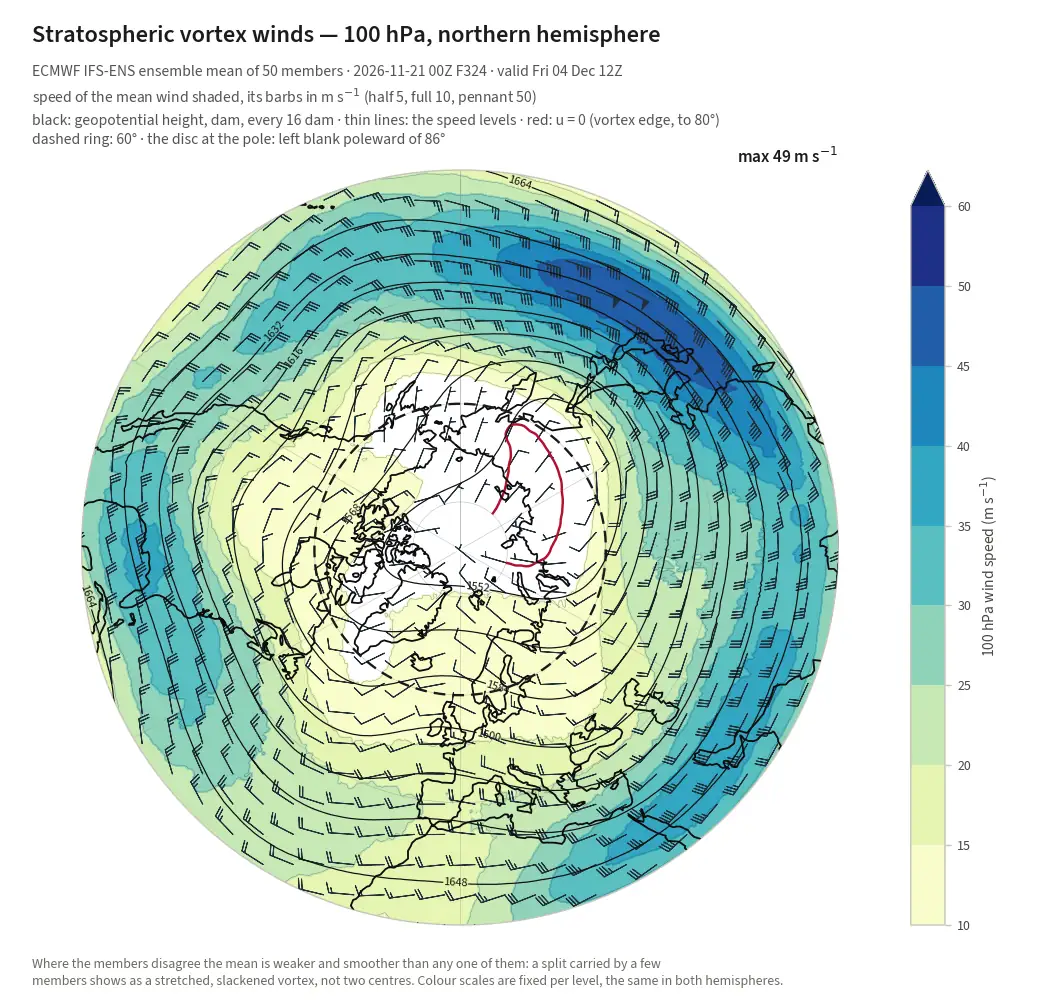 Stratospheric vortex winds — 100 hPa, northern hemisphere
ECMWF IFS-ENS ensemble mean of 50 members · 2026-11-21 00Z F324 · valid Fri 04 Dec 12Z
speed of the mean wind shaded, its barbs in m s⁻¹ (half 5, full 10, pennant 50)
black: geopotential height, dam, every 16 dam · thin lines: the speed levels · red: u = 0 (vortex edge, to 80°)
dashed ring: 60° · the disc at the pole: left blank poleward of 86°
max 49 m s⁻¹
1664
1632
1616
1568
1552
1664
1600
1648
60
50
45
40
35
30
25
20
15
10
100 hPa wind speed (m s⁻¹)
Where the members disagree the mean is weaker and smoother than any one of them: a split carried by a few
members shows as a stretched, slackened vortex, not two centres. Colour scales are fixed per level, the same in both hemispheres.